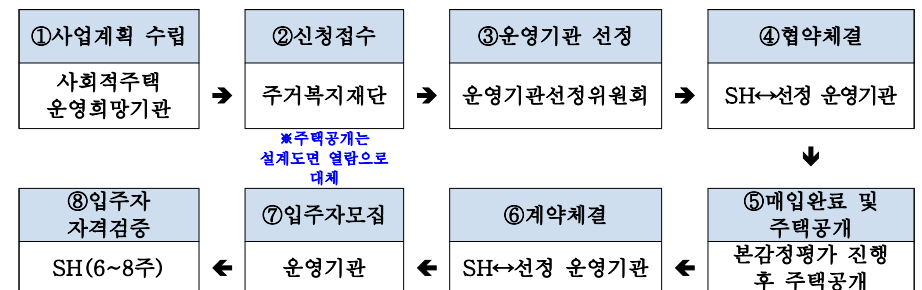 ①사업계획 수립
사회적주택
운영희망기관
➔
②신청접수
주거복지재단
※주택공개는
설계도면 열람으로
대체
➔
③운영기관 선정
운영기관선정위원회
➔
④협약체결
SH↔선정 운영기관
🡻
⑤매입완료 및
주택공개
본감정평가 진행
후 주택공개
🡸
⑥계약체결
SH↔선정 운영기관
🡸
⑦입주자모집
운영기관
🡸
⑧입주자
자격검증
SH(6~8주)